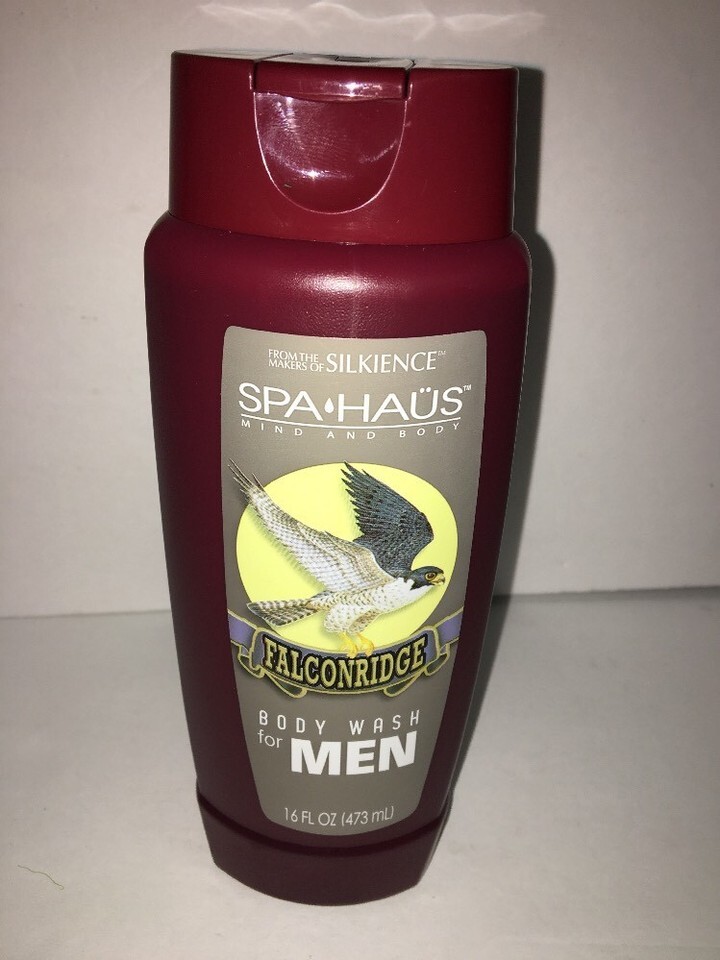 FROM THE
MAKERS OF SILKIENCE™
SPA HAÜS™
MIND AND BODY
FALCONRIDGE
BODY WASH
for MEN
16 FL OZ (473 mL)